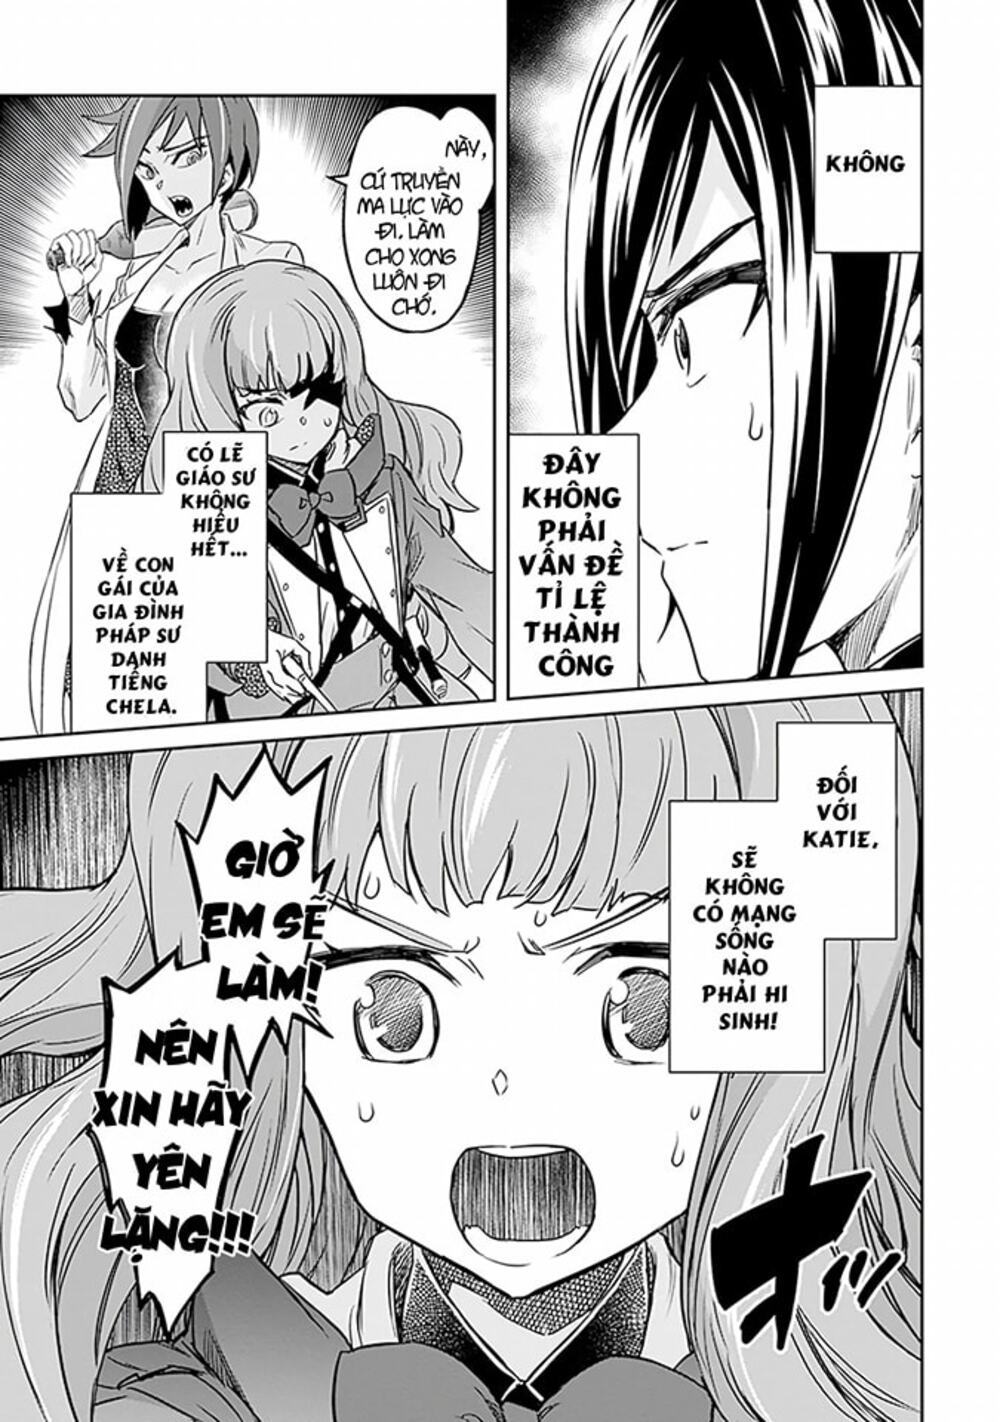 KHÔNG
ĐÂY
KHÔNG
PHẢI
VẤN ĐỀ
TỈ LỆ
THÀNH
CÔNG
NÀY,
CỨ TRUYỀN
MA LỰC VÀO
ĐI. LÀM
CHO XONG
LUÔN ĐI
CHỚ.
CÓ LẼ
GIÁO SƯ
KHÔNG
HIỂU
HẾT...
VỀ CON
GÁI CỦA
GIA ĐÌNH
PHÁP SƯ
DANH
TIẾNG
CHELA.
ĐỐI
VỚI
KATIE,
SẼ
KHÔNG
CÓ MẠNG
SỐNG
NÀO
PHẢI HI
SINH!
GIỜ
EM SẼ
LÀM!
NÊN
XIN HÃY
YÊN
LẶNG!!!
オッ